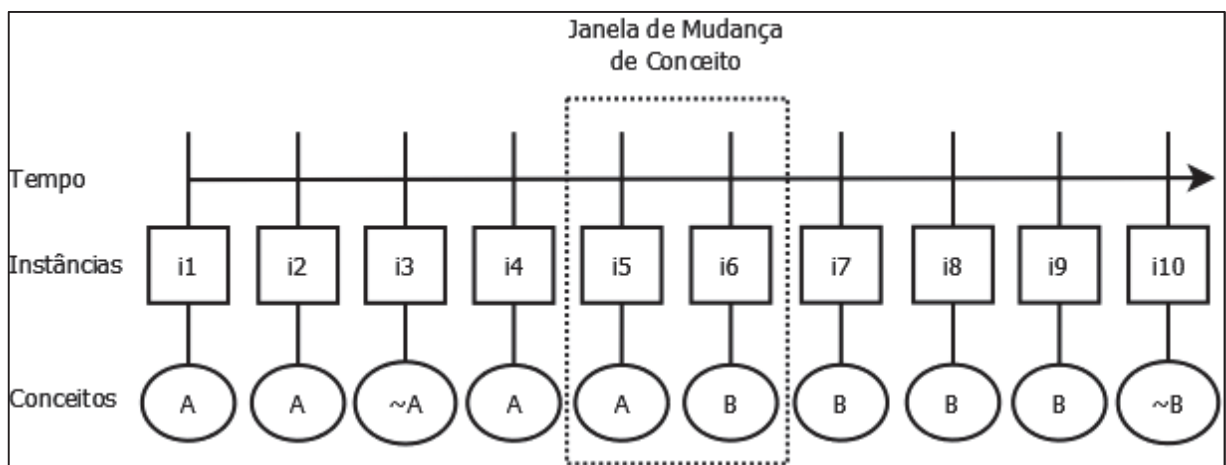 Janela de Mudança
de Conceito
Tempo
Instâncias i1 i2 i3 i4 i5 i6 i7 i8 i9 i10
Conceitos A A ~A A A B B B B ~B